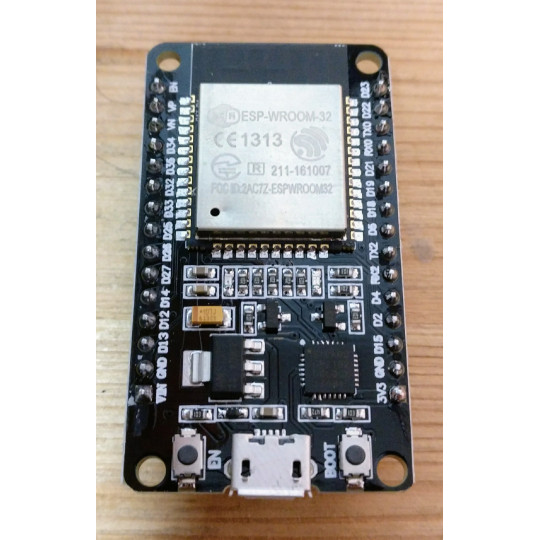 ESP-WROOM-32
CE1313
R 211-161007
FCC ID:2AC7Z-ESPWROOM32
EN
VP
VN
D34
D35
D32
D33
D25
D26
D27
D14
D12
D13
GND
VIN
D23
D22
TX0
RX0
D21
D19
D18
D5
TX2
RX2
D4
D2
D15
GND
3V3
EN
BOOT